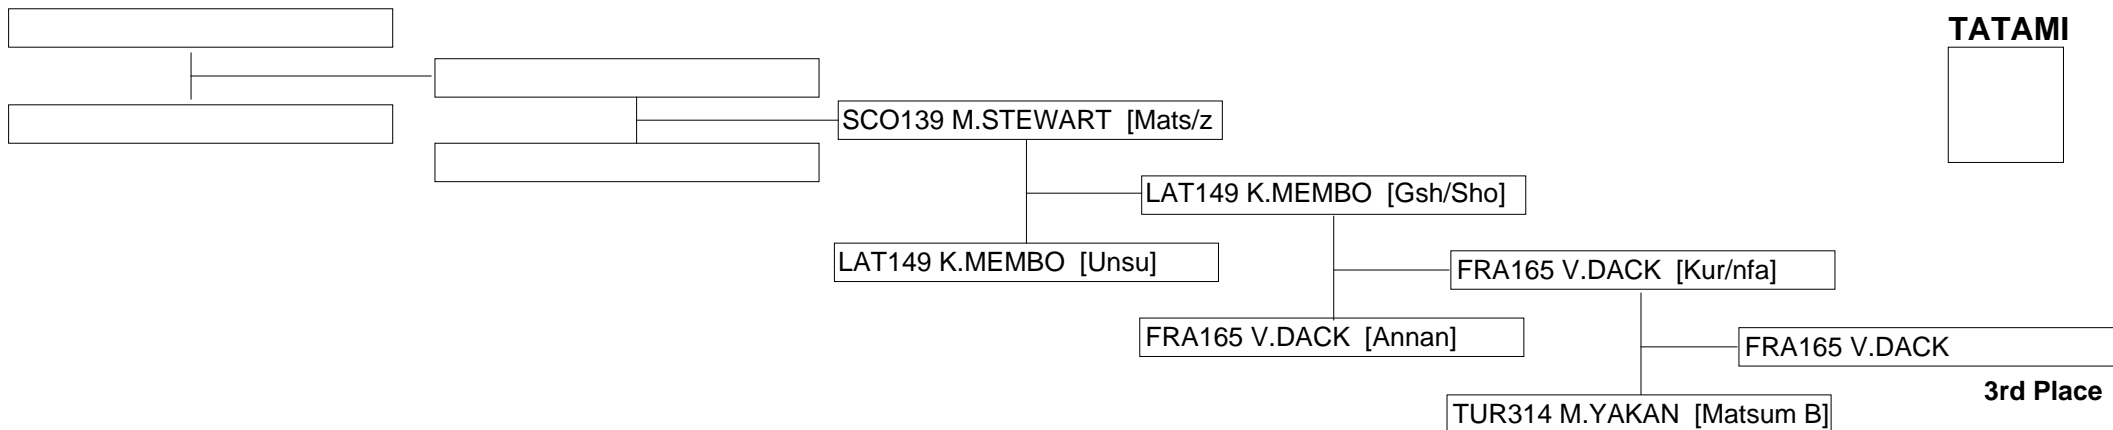 TATAMI
SCO139 M.STEWART [Mats/z
LAT149 K.MEMBO [Gsh/Sho]
LAT149 K.MEMBO [Unsu]
FRA165 V.DACK [Kur/nfa]
FRA165 V.DACK [Annan]
FRA165 V.DACK
3rd Place
TUR314 M.YAKAN [Matsum B]